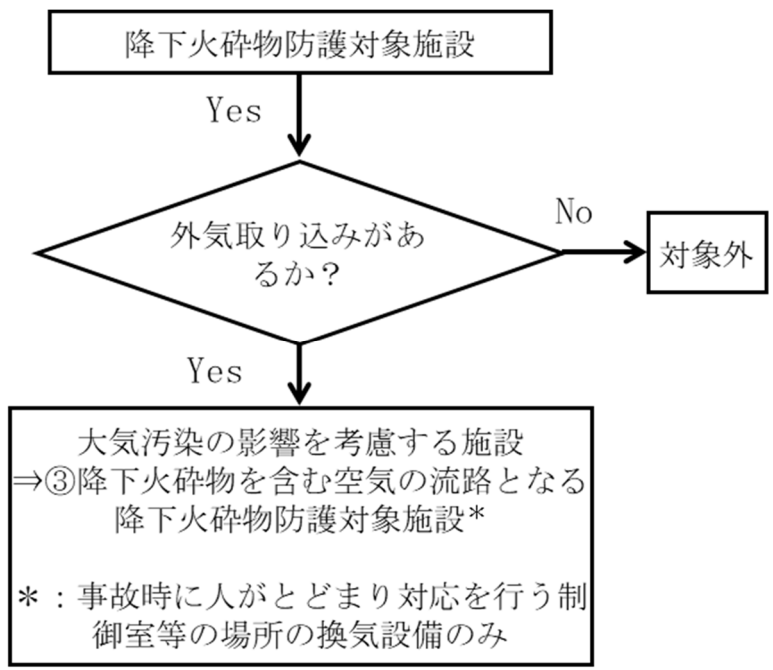 降下火砕物防護対象施設
Yes
外気取り込みがあ
るか？
No
対象外
Yes
大気汚染の影響を考慮する施設
⇒③降下火砕物を含む空気の流路となる
降下火砕物防護対象施設*
＊：事故時に人がとどまり対応を行う制
御室等の場所の換気設備のみ